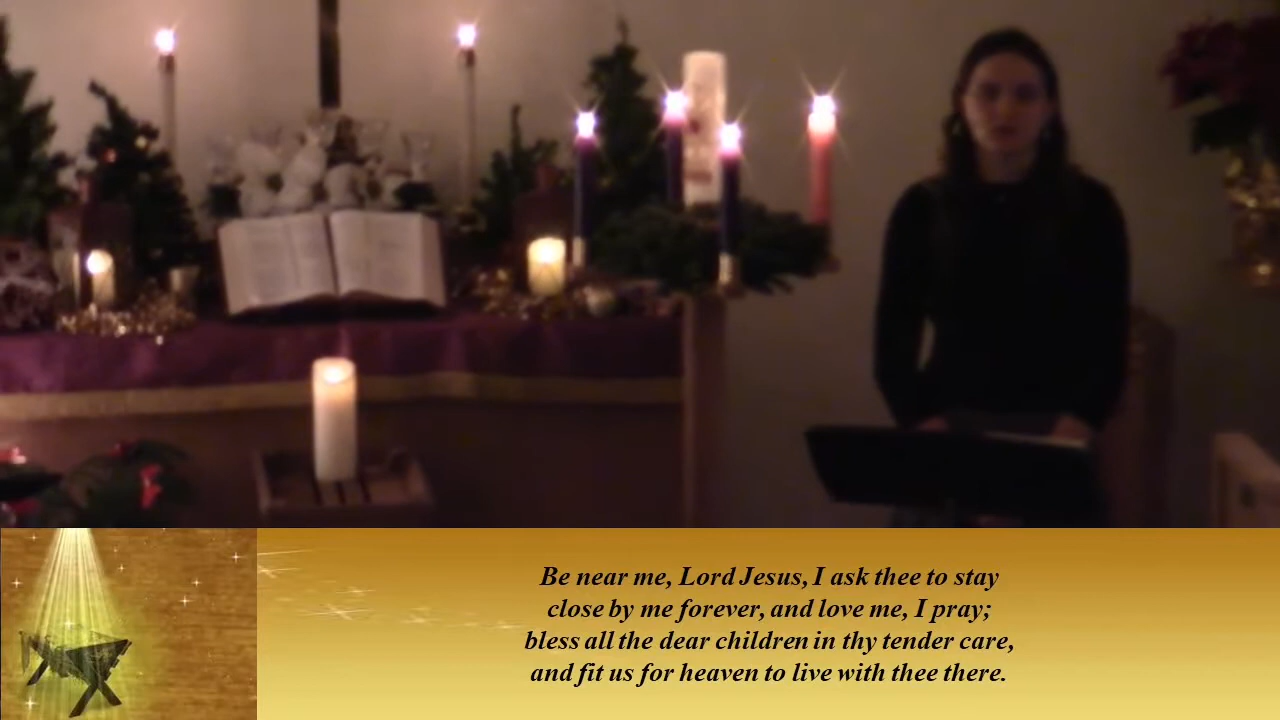 Be near me, Lord Jesus, I ask thee to stay
close by me forever, and love me, I pray;
bless all the dear children in thy tender care,
and fit us for heaven to live with thee there.